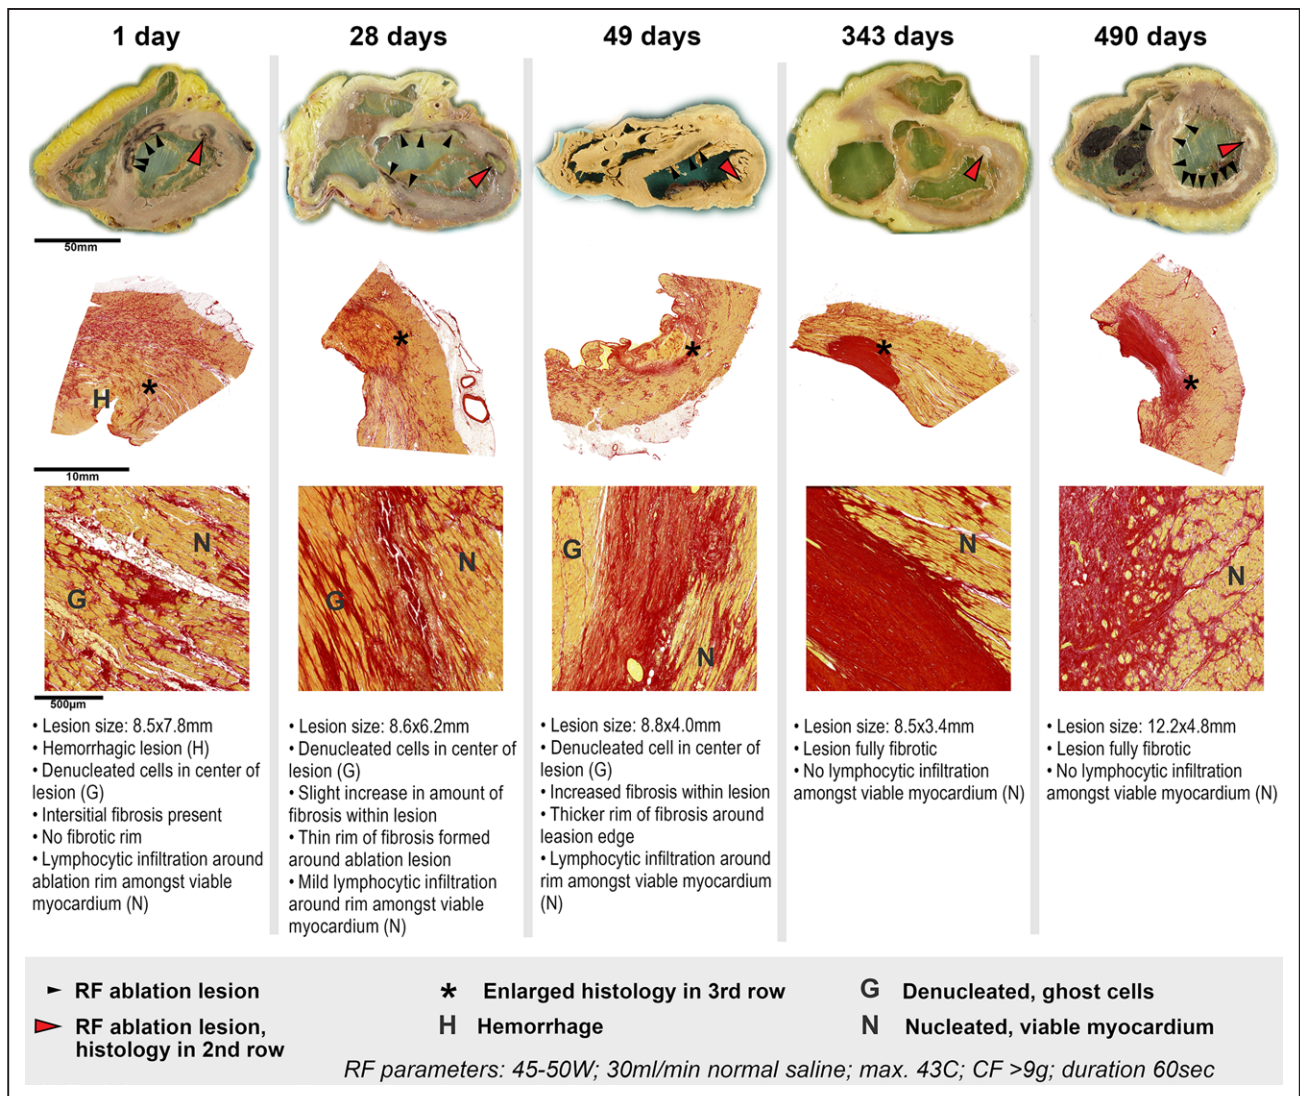 1 day
28 days
49 days
343 days
490 days
50mm
H
10mm
G
N
G
N
G
N
N
N
500µm
• Lesion size: 8.5x7.8mm
• Hemorrhagic lesion (H)
• Denucleated cells in center of
lesion (G)
• Intersitial fibrosis present
• No fibrotic rim
• Lymphocytic infiltration around
ablation rim amongst viable
myocardium (N)
• Lesion size: 8.6x6.2mm
• Denucleated cells in center of
lesion (G)
• Slight increase in amount of
fibrosis within lesion
• Thin rim of fibrosis formed
around ablation lesion
• Mild lymphocytic infiltration
around rim amongst viable
myocardium (N)
• Lesion size: 8.8x4.0mm
• Denucleated cell in center of
lesion (G)
• Increased fibrosis within lesion
• Thicker rim of fibrosis around
leasion edge
• Lymphocytic infiltration around
rim amongst viable myocardium
(N)
• Lesion size: 8.5x3.4mm
• Lesion fully fibrotic
• No lymphocytic infiltration
amongst viable myocardium (N)
• Lesion size: 12.2x4.8mm
• Lesion fully fibrotic
• No lymphocytic infiltration
amongst viable myocardium (N)
RF ablation lesion
RF ablation lesion,
histology in 2nd row
* Enlarged histology in 3rd row
H Hemorrhage
G Denucleated, ghost cells
N Nucleated, viable myocardium
RF parameters: 45-50W; 30ml/min normal saline; max. 43C; CF >9g; duration 60sec